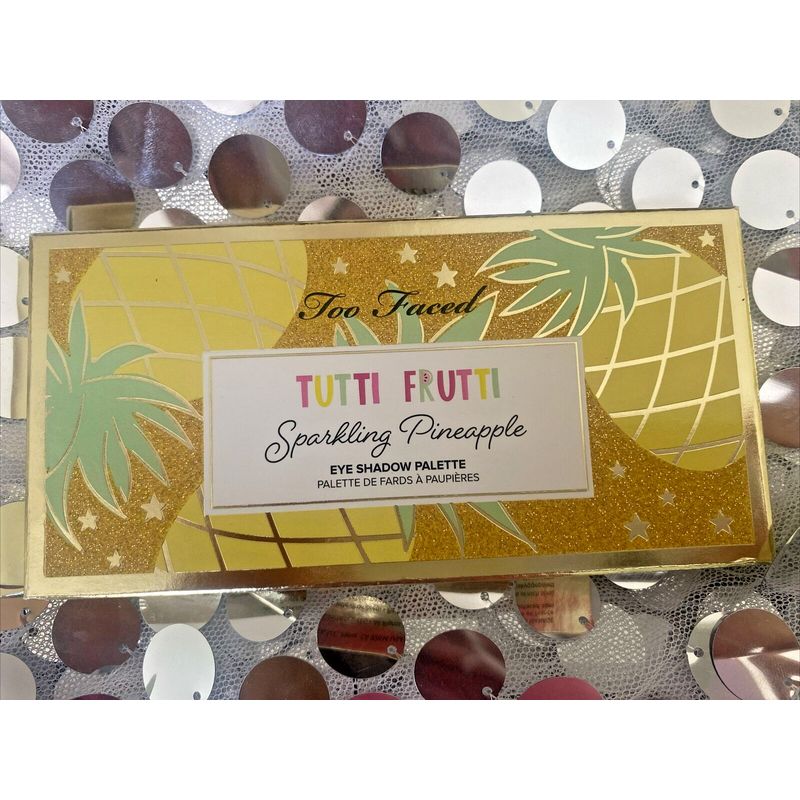 Too Faced
TUTTI FRUTTI
Sparkling Pineapple
EYE SHADOW PALETTE
PALETTE DE FARDS À PAUPIÈRES